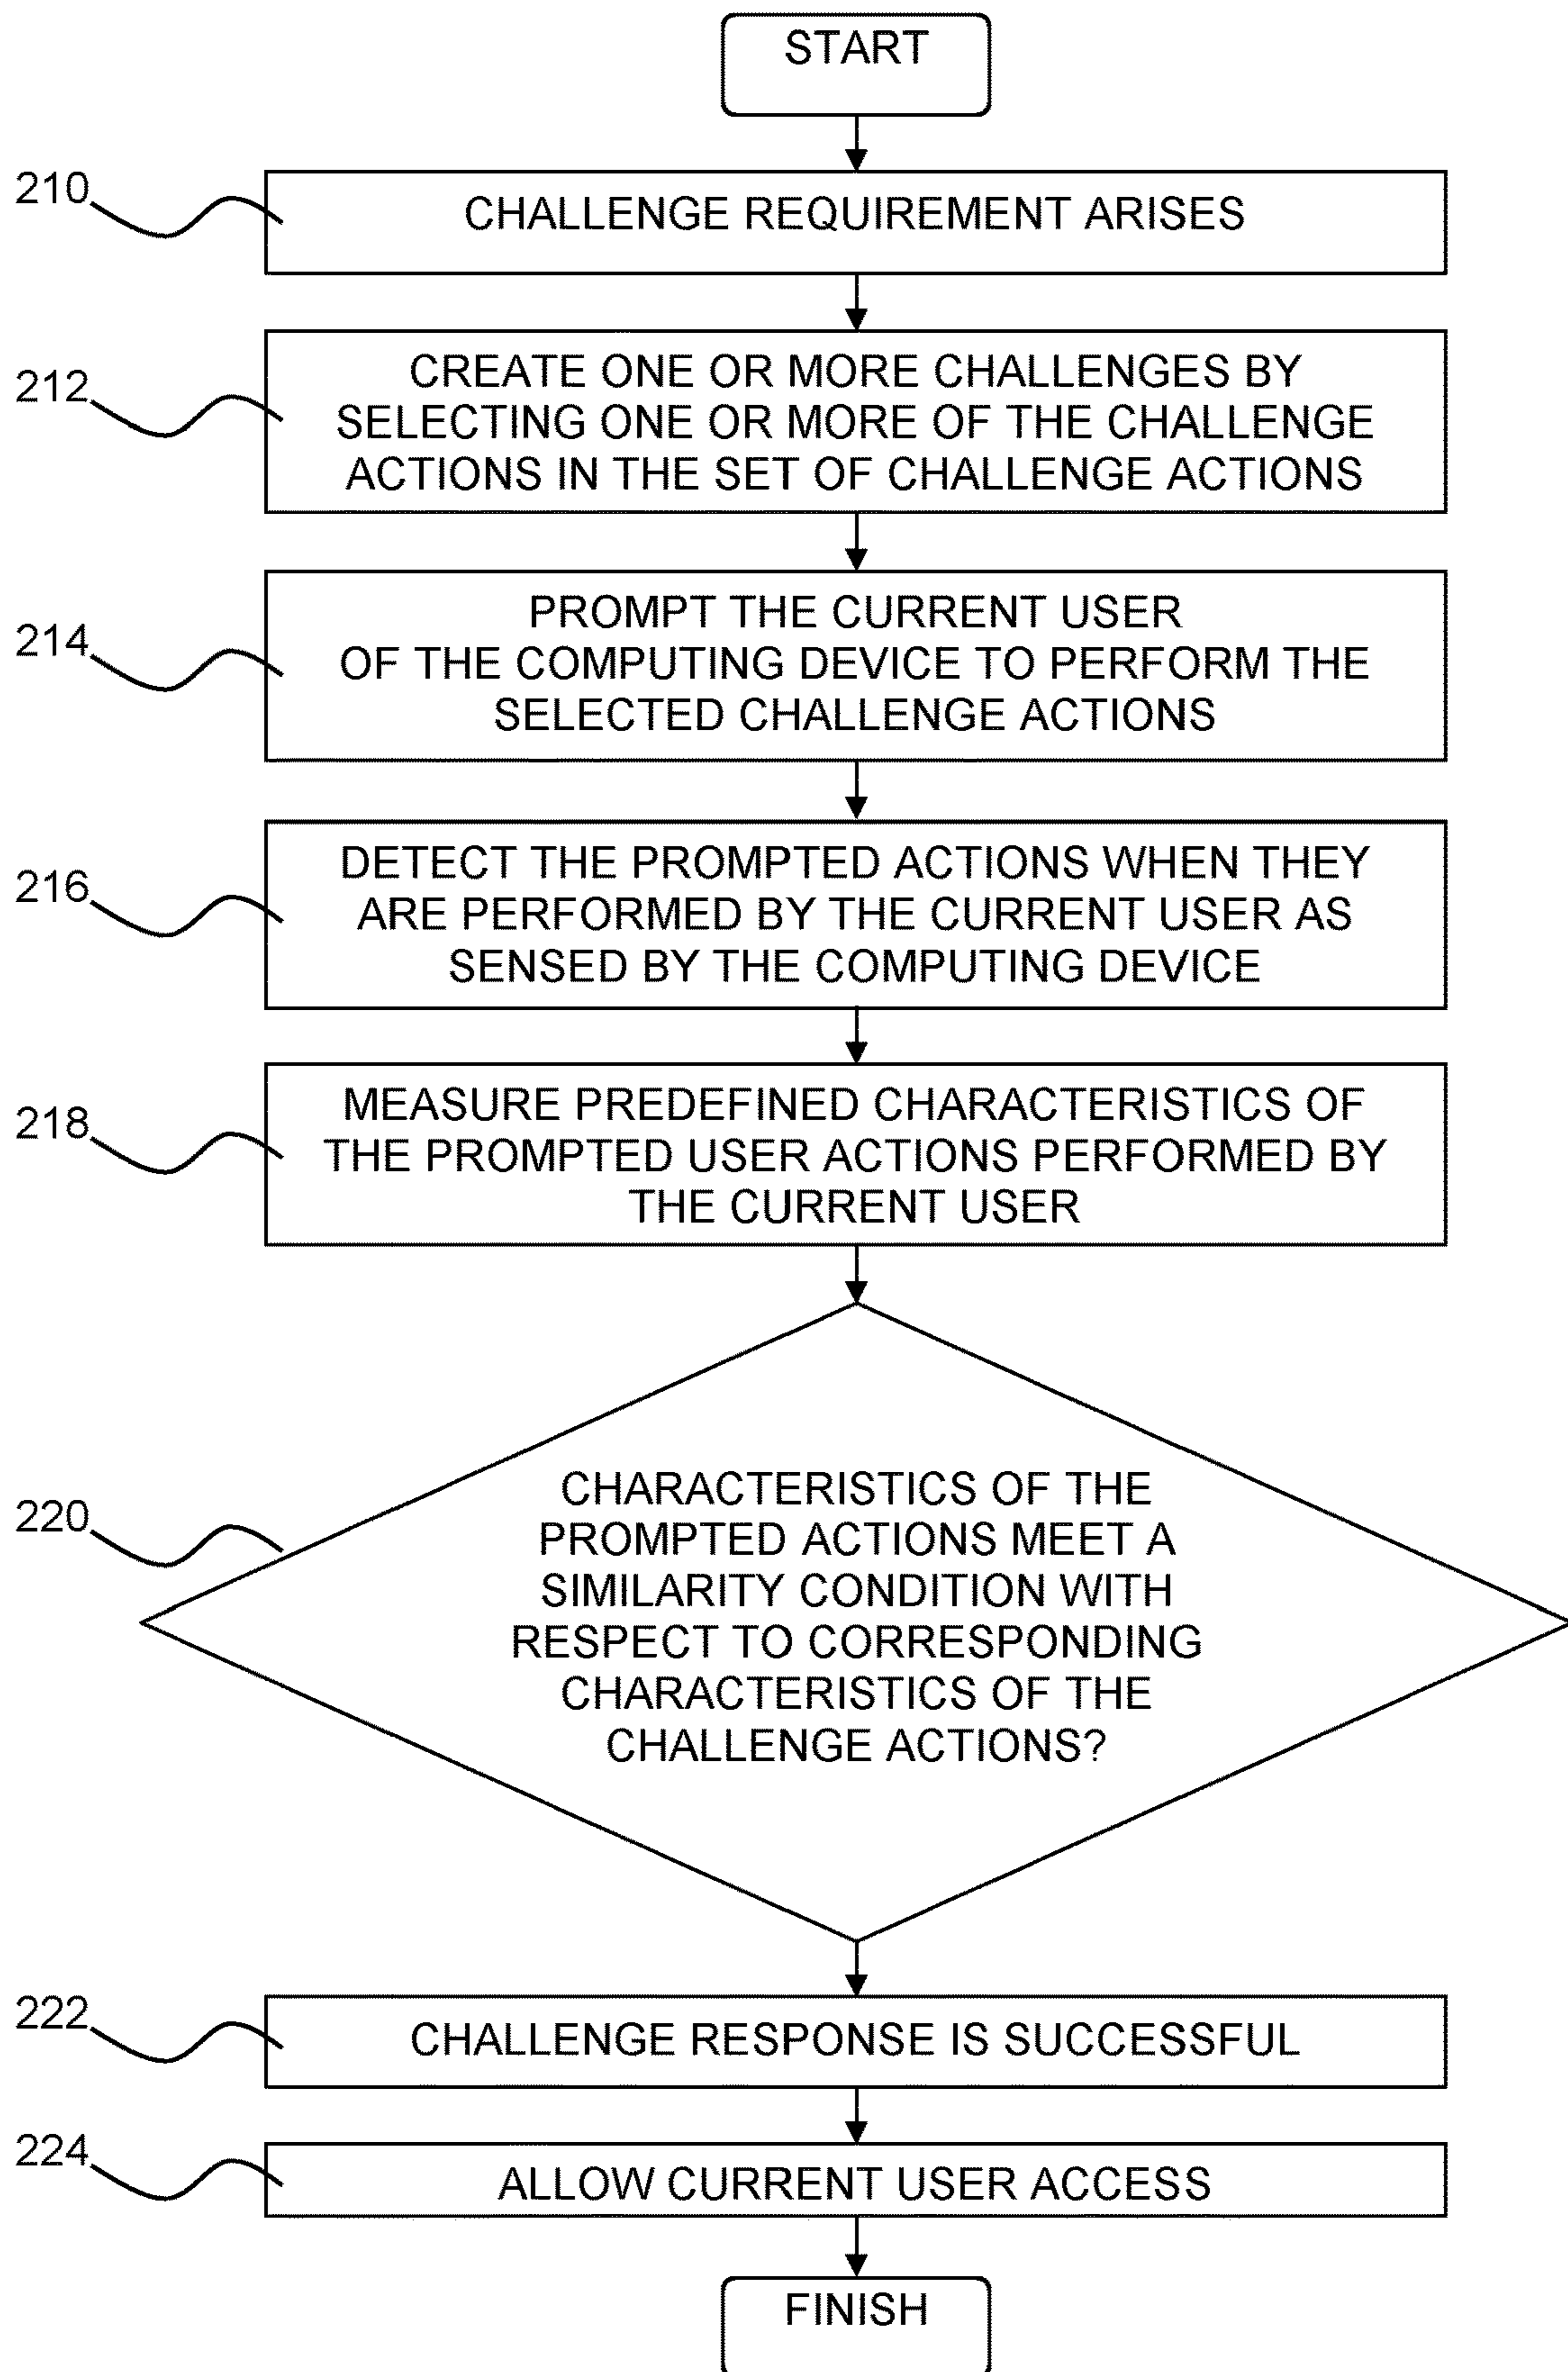 START
210
CHALLENGE REQUIREMENT ARISES
212
CREATE ONE OR MORE CHALLENGES BY
SELECTING ONE OR MORE OF THE CHALLENGE
ACTIONS IN THE SET OF CHALLENGE ACTIONS
214
PROMPT THE CURRENT USER
OF THE COMPUTING DEVICE TO PERFORM THE
SELECTED CHALLENGE ACTIONS
216
DETECT THE PROMPTED ACTIONS WHEN THEY
ARE PERFORMED BY THE CURRENT USER AS
SENSED BY THE COMPUTING DEVICE
218
MEASURE PREDEFINED CHARACTERISTICS OF
THE PROMPTED USER ACTIONS PERFORMED BY
THE CURRENT USER
220
CHARACTERISTICS OF THE
PROMPTED ACTIONS MEET A
SIMILARITY CONDITION WITH
RESPECT TO CORRESPONDING
CHARACTERISTICS OF THE
CHALLENGE ACTIONS?
222
CHALLENGE RESPONSE IS SUCCESSFUL
224
ALLOW CURRENT USER ACCESS
FINISH